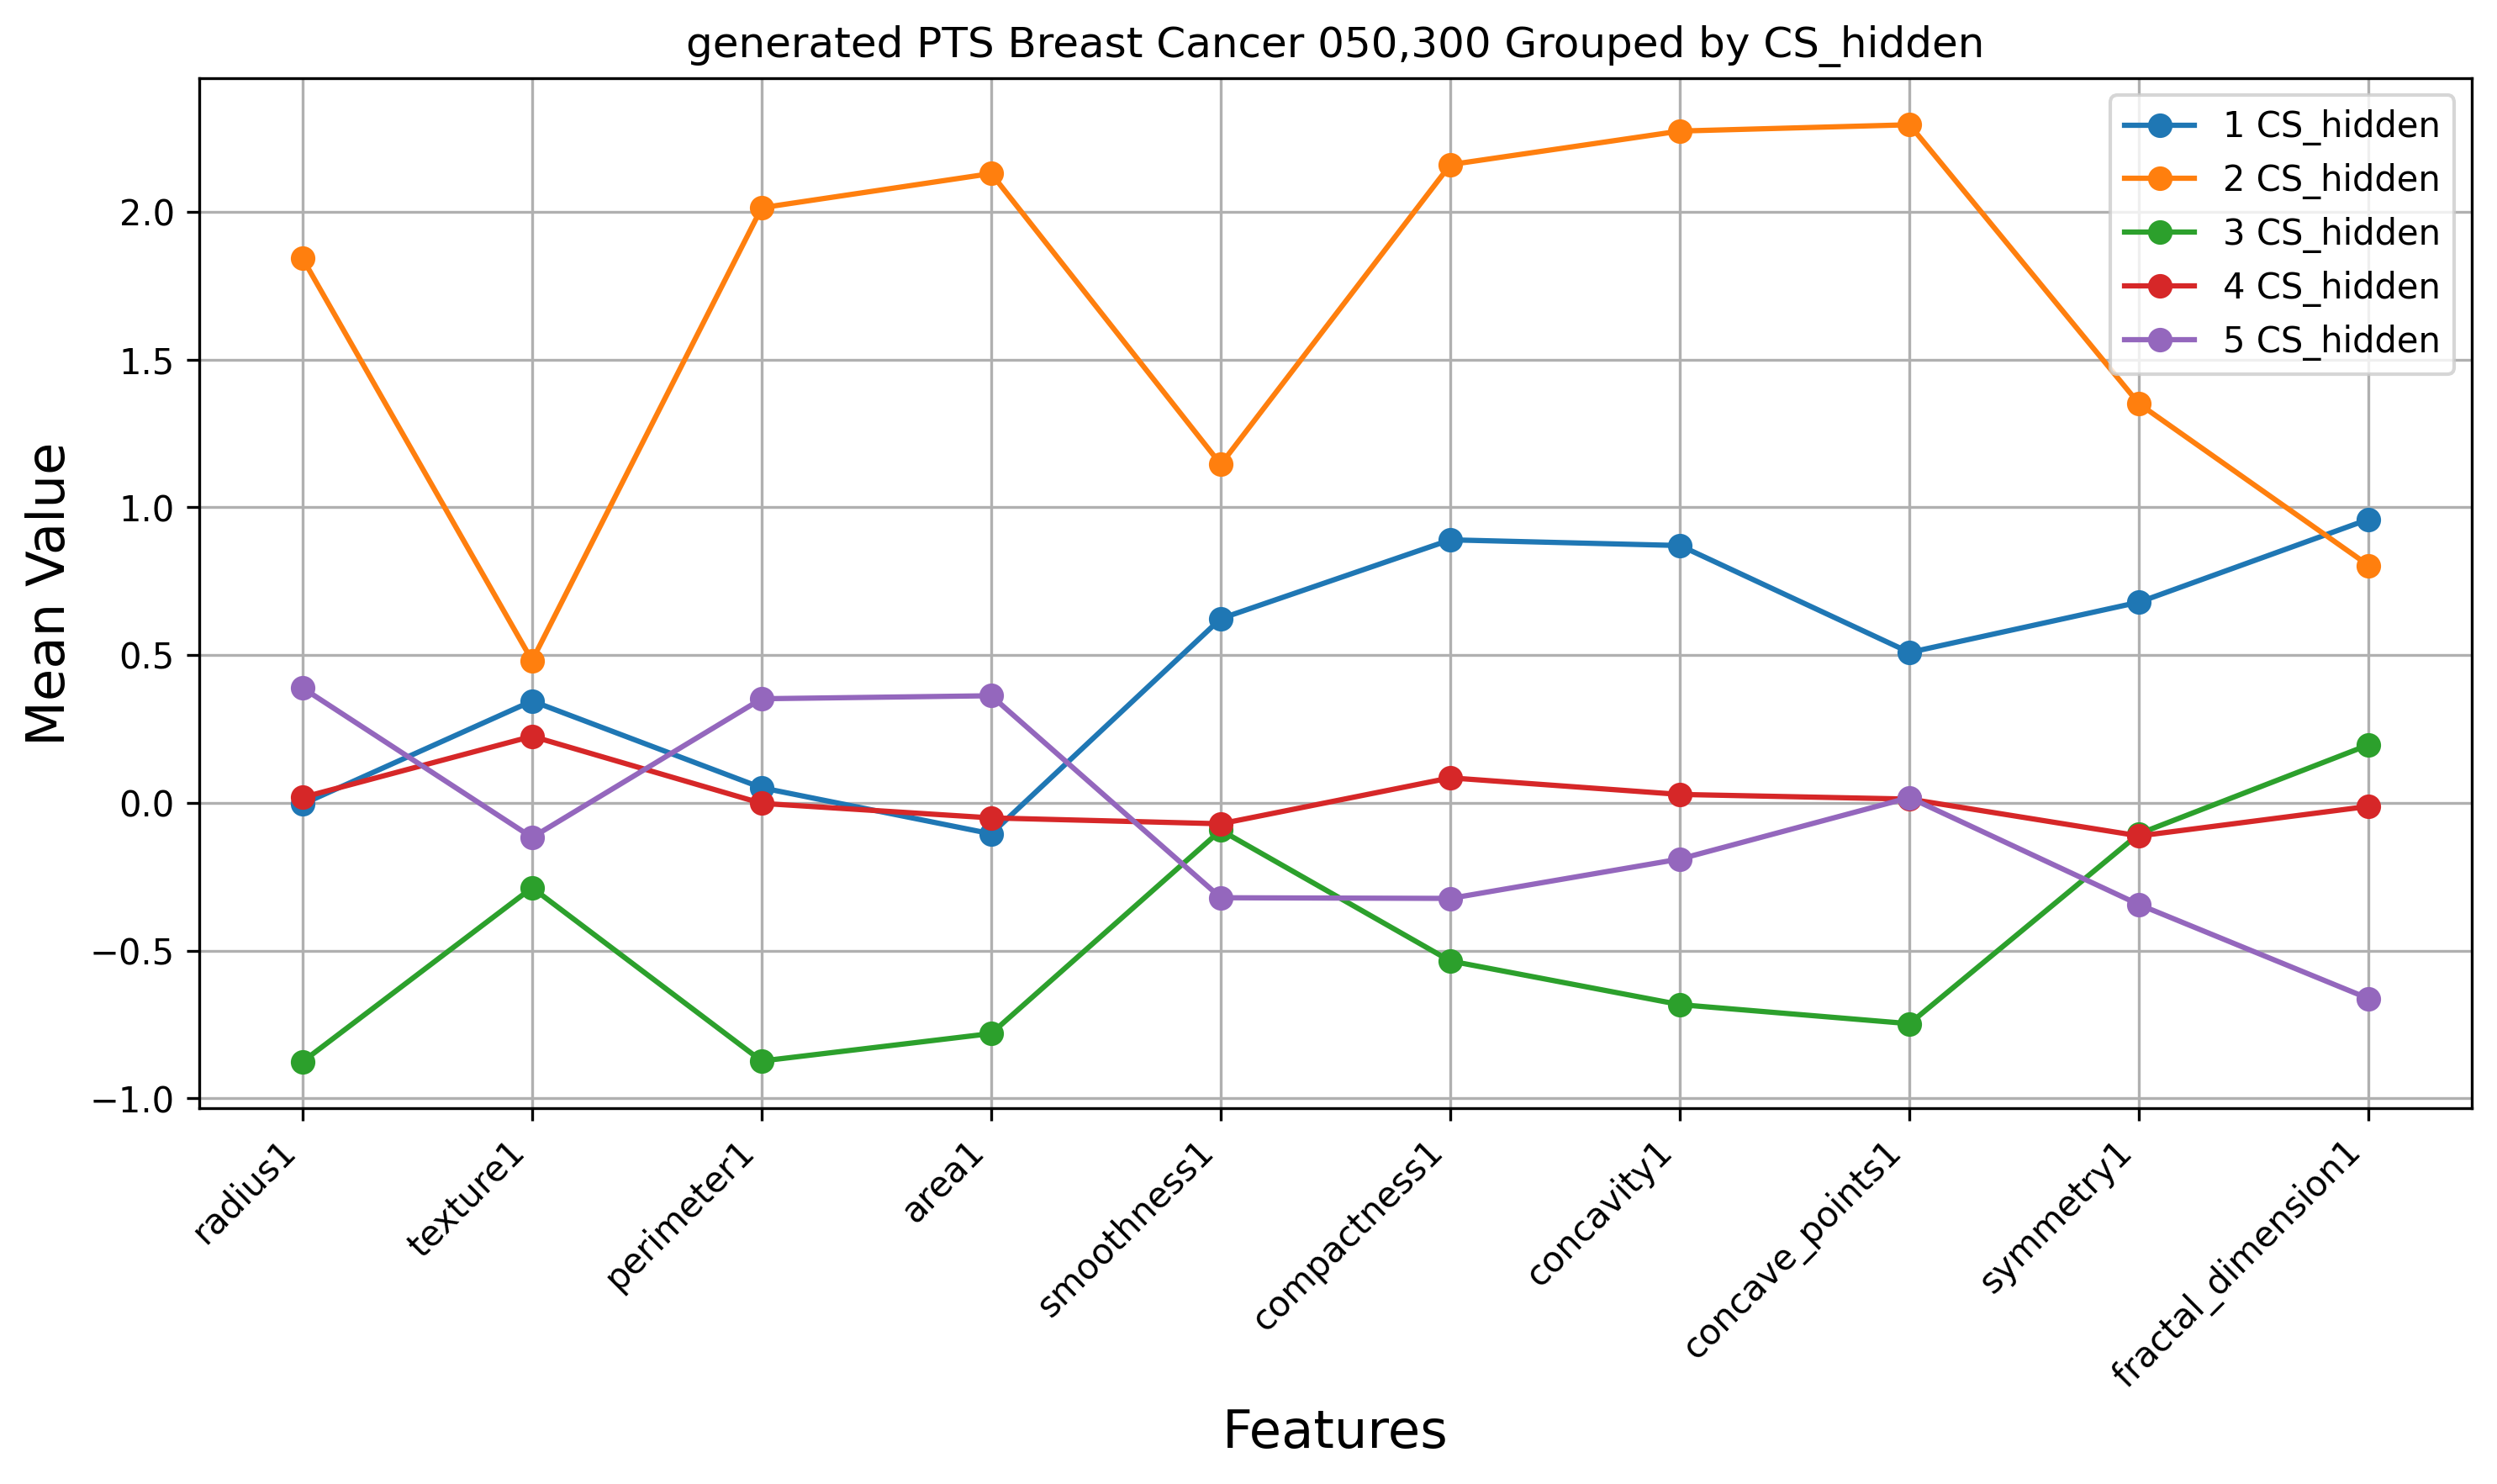 generated PTS Breast Cancer 050,300 Grouped by CS_hidden
Mean Value
2.0
1.5
1.0
0.5
0.0
−0.5
−1.0
1 CS_hidden
2 CS_hidden
3 CS_hidden
4 CS_hidden
5 CS_hidden
radius1
texture1
perimeter1
area1
smoothness1
compactness1
concavity1
concave_points1
symmetry1
fractal_dimension1
Features